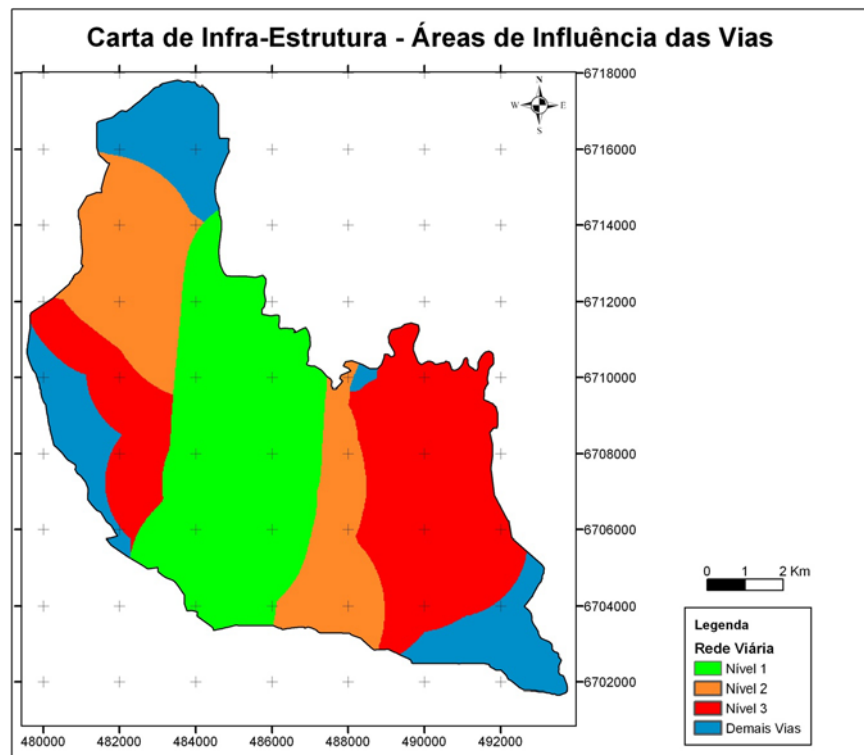 Carta de Infra-Estrutura - Áreas de Influência das Vias
N
W E
S
6718000
6716000
6714000
6712000
6710000
6708000
6706000
6704000
6702000
0 1 2 Km
Legenda
Rede Viária
Nível 1
Nível 2
Nível 3
Demais Vias
480000 482000 484000 486000 488000 490000 492000